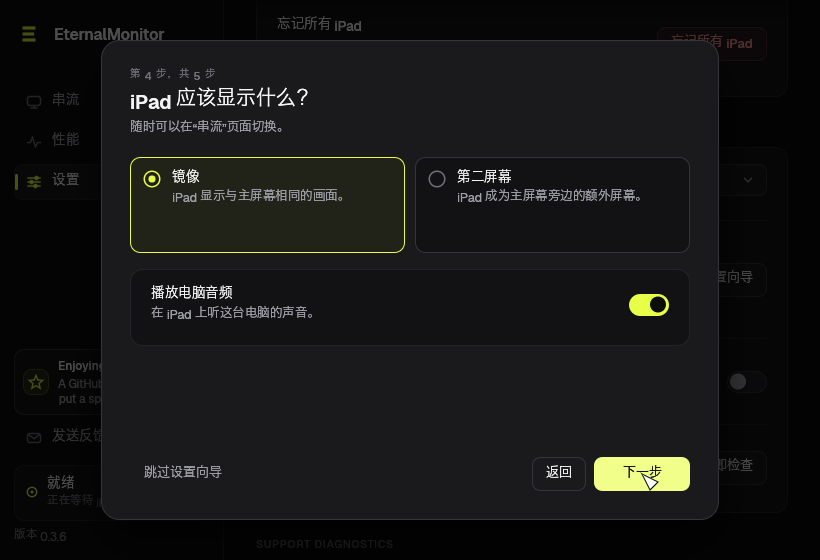 EternalMonitor
串流
性能
设置
Enjoying
A GitHub
put a sp
发送反馈
就绪
正在等待
版本 0.3.6
忘记所有 iPad
忘记所有 iPad
第 4 步，共 5 步
iPad 应该显示什么？
随时可以在“串流”页面切换。
镜像
iPad 显示与主屏幕相同的画面。
第二屏幕
iPad 成为主屏幕旁边的额外屏幕。
播放电脑音频
在 iPad 上听这台电脑的声音。
跳过设置向导
返回
下一步
置向导
即检查
SUPPORT DIAGNOSTICS